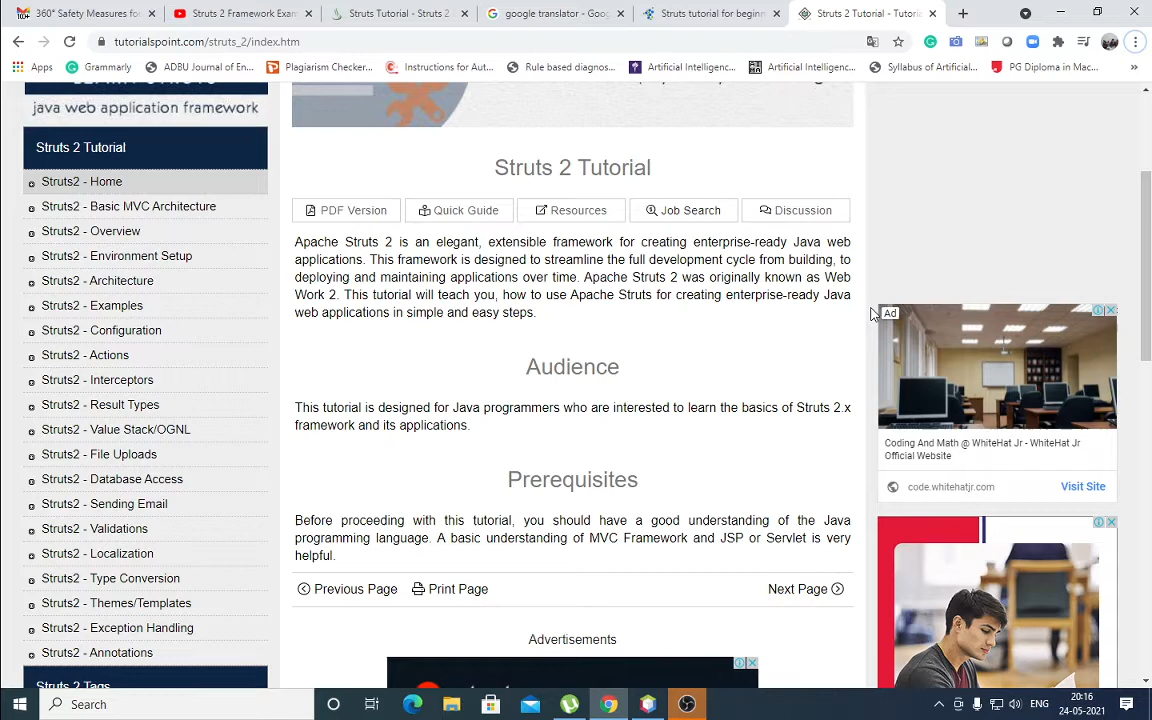 360° Safety Measures for
Struts 2 Framework Exan
Struts Tutorial - Struts 2
google translator - Goog
Struts tutorial for beginn
Struts 2 Tutorial - Tutoria
tutorialspoint.com/struts_2/index.htm
Apps
Grammarly
ADBU Journal of En...
Plagiarism Checker...
Instructions for Aut...
Rule based diagnos...
Artificial Intelligenc...
Artificial Intelligenc...
Syllabus of Artificial...
PG Diploma in Mac...
java web application framework
Struts 2 Tutorial
Struts2 - Home
Struts2 - Basic MVC Architecture
Struts2 - Overview
Struts2 - Environment Setup
Struts2 - Architecture
Struts2 - Examples
Struts2 - Configuration
Struts2 - Actions
Struts2 - Interceptors
Struts2 - Result Types
Struts2 - Value Stack/OGNL
Struts2 - File Uploads
Struts2 - Database Access
Struts2 - Sending Email
Struts2 - Validations
Struts2 - Localization
Struts2 - Type Conversion
Struts2 - Themes/Templates
Struts2 - Exception Handling
Struts2 - Annotations
Struts 2 Tags
Struts 2 Tutorial
PDF Version
Quick Guide
Resources
Job Search
Discussion
Apache Struts 2 is an elegant, extensible framework for creating enterprise-ready Java web
applications. This framework is designed to streamline the full development cycle from building, to
deploying and maintaining applications over time. Apache Struts 2 was originally known as Web
Work 2. This tutorial will teach you, how to use Apache Struts for creating enterprise-ready Java
web applications in simple and easy steps.
Audience
This tutorial is designed for Java programmers who are interested to learn the basics of Struts 2.x
framework and its applications.
Prerequisites
Before proceeding with this tutorial, you should have a good understanding of the Java
programming language. A basic understanding of MVC Framework and JSP or Servlet is very
helpful.
Previous Page
Print Page
Next Page
Advertisements
Ad
Coding And Math @ WhiteHat Jr - WhiteHat Jr
Official Website
code.whitehatjr.com
Visit Site
Search
ENG
20:16
24-05-2021